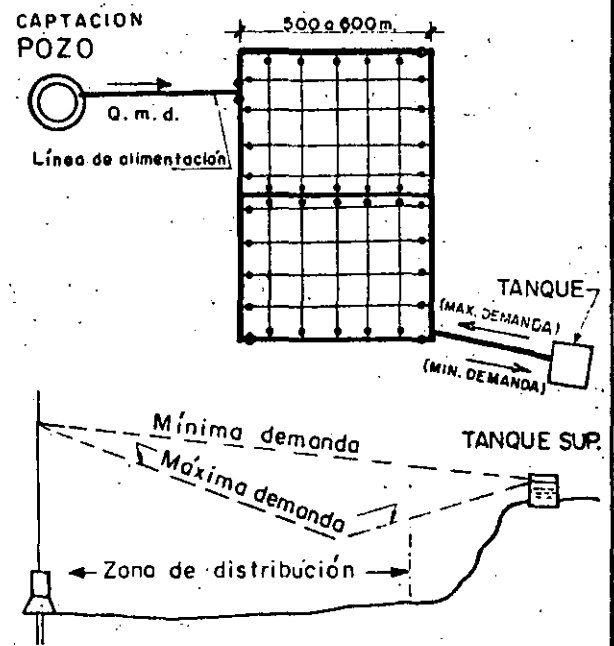 CAPTACION
POZO
500 a 600 m.
Q. m. d.
Línea de alimentación
TANQUE
(MAX. DEMANDA)
(MIN. DEMANDA)
Mínima demanda
Máxima demanda
TANQUE SUP.
Zona de distribución